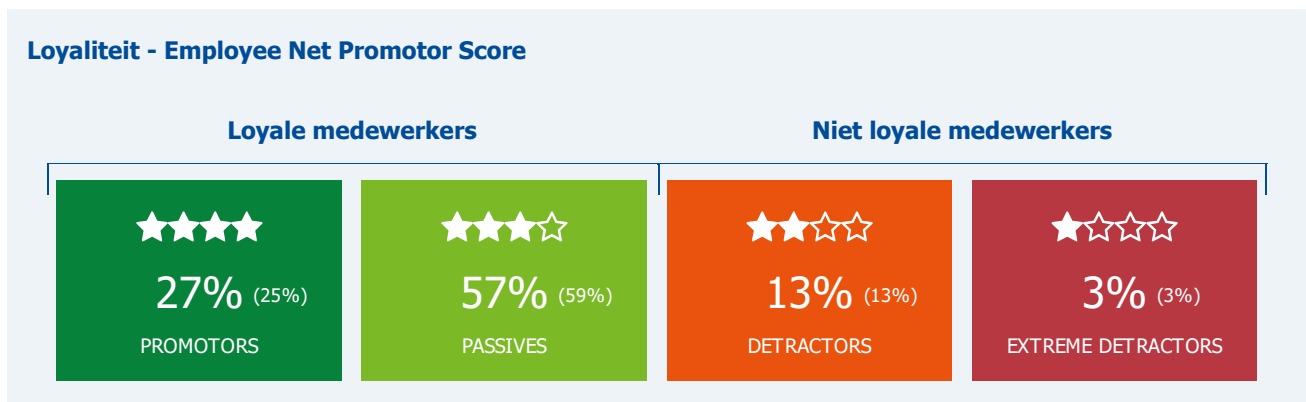 Loyaliteit - Employee Net Promotor Score
Loyale medewerkers
Niet loyale medewerkers
27% (25%)
PROMOTORS
57% (59%)
PASSIVES
13% (13%)
DETRACTORS
3% (3%)
EXTREME DETRACTORS